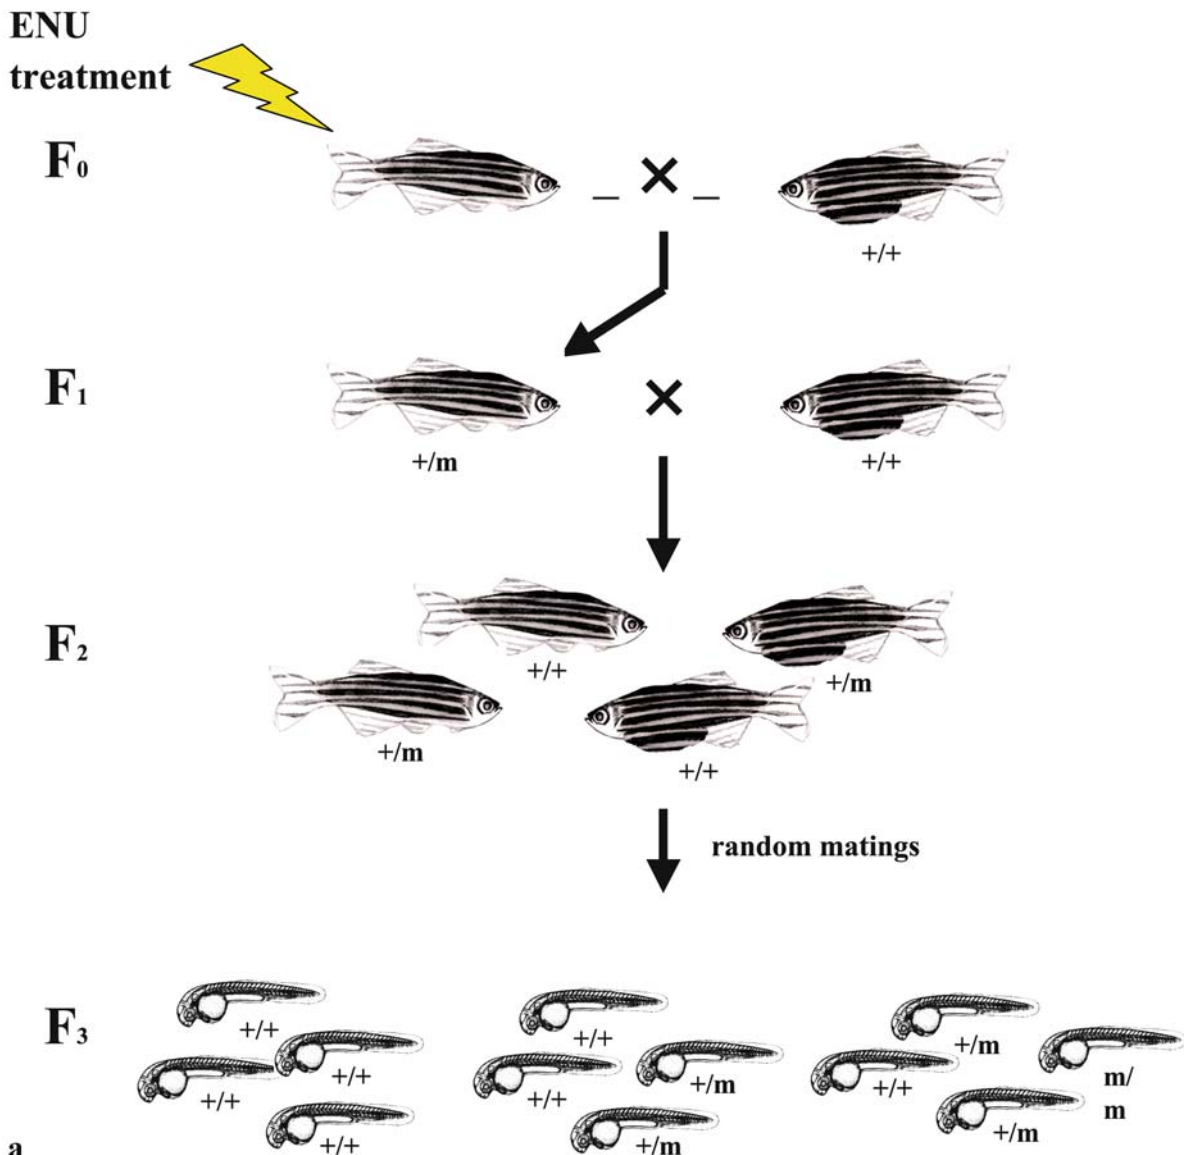 ENU
treatment
F₀
_ × _
+/+
F₁
×
+/m
+/+
F₂
+/+
+/m
+/m
+/+
random matings
F₃
+/+
+/+
+/+
+/+
+/+
+/+
+/m
+/m
+/m
+/+
m/
m
+/m
a